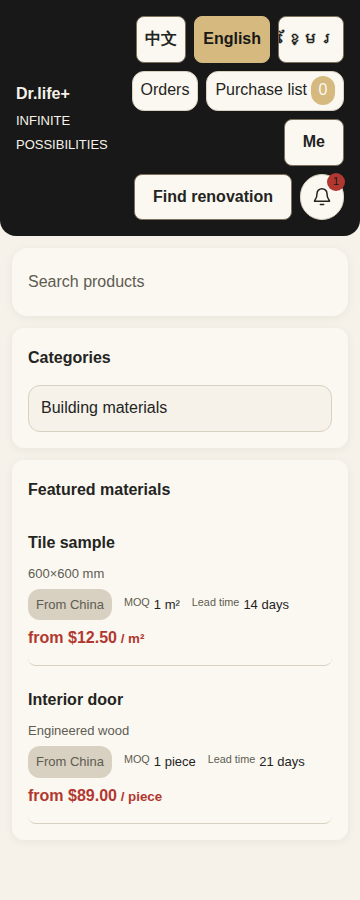 中文 English ខ្មែរ
Dr.life+
INFINITE
POSSIBILITIES
Orders Purchase list 0
Me
Find renovation 1
Search products
Categories
Building materials
Featured materials
Tile sample
600×600 mm
From China MOQ 1 m² Lead time 14 days
from $12.50 / m²
Interior door
Engineered wood
From China MOQ 1 piece Lead time 21 days
from $89.00 / piece